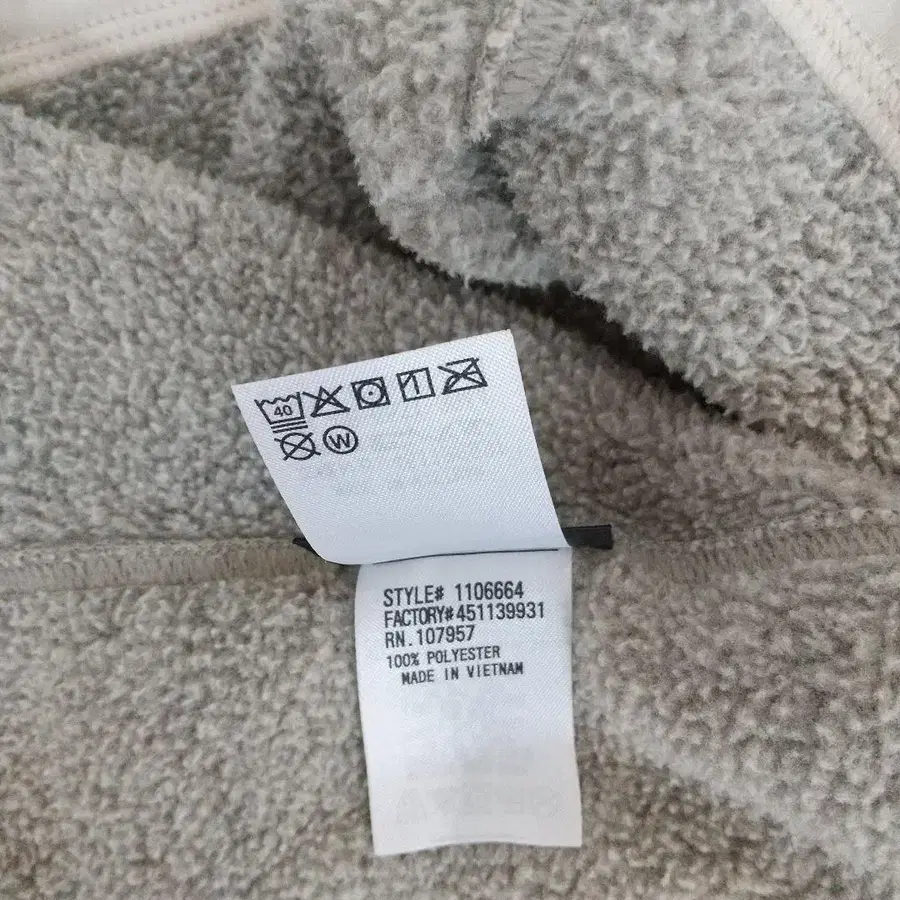 40
W
STYLE# 1106664
FACTORY#451139931
RN.107957
100% POLYESTER
MADE IN VIETNAM